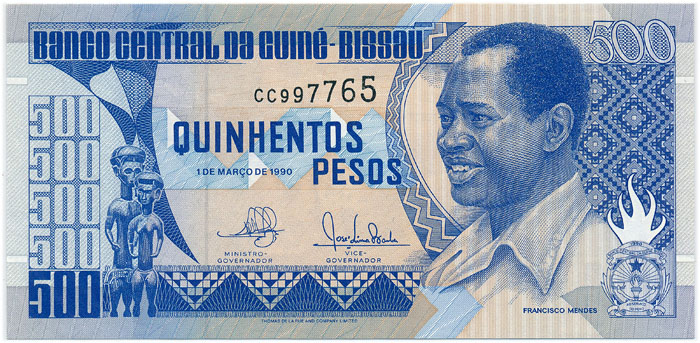 BANCO CENTRAL DA GUINÉ-BISSAU
500
CC997765
500
500
500
500
500
QUINHENTOS
PESOS
1 DE MARÇO DE 1990
MINISTRO-
GOVERNADOR
VICE-
GOVERNADOR
500
THOMAS DE LA RUE AND COMPANY LIMITED
FRANCISCO MENDES